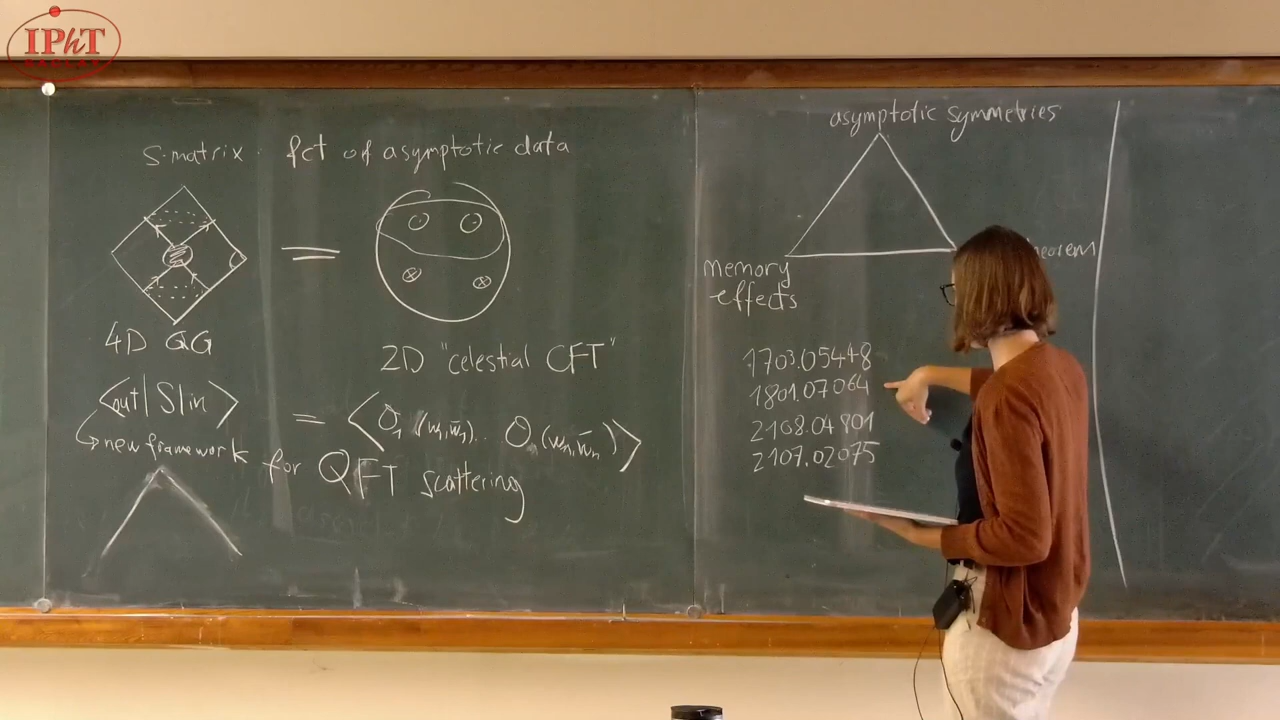 IPhT
SACLAY
S-matrix : fct of asymptotic data
=
4D QG
2D "celestial CFT"
<out|S|in> = <O₁ (w₁,w̄₁)... Oₙ (wₙ,w̄ₙ)>
↳ new framework for QFT scattering
asymptotic symmetries
memory
effects
1703.05448
1801.07064
2108.04801
2107.02075